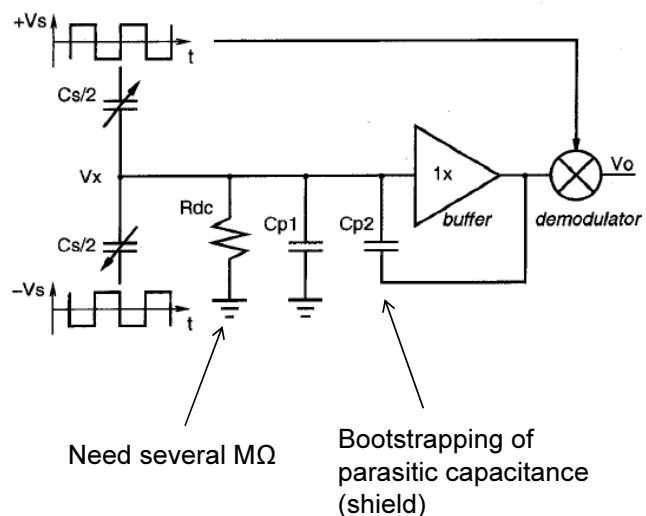 +Vs
t
Cs/2
Vx
Rdc
Cp1
Cp2
1x
buffer
demodulator
Vo
Cs/2
−Vs
t
Need several MΩ
Bootstrapping of
parasitic capacitance
(shield)